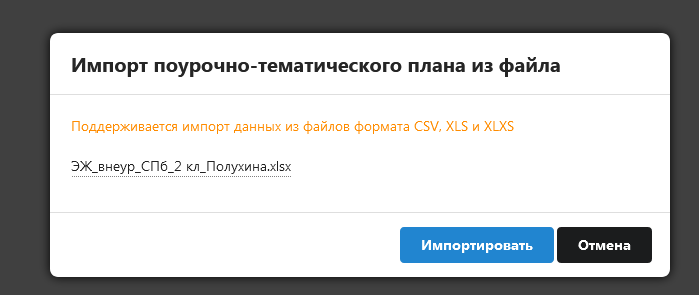 Импорт поурочно-тематического плана из файла
Поддерживается импорт данных из файлов формата CSV, XLS и XLXS
ЭЖ_внеур_СПб_2 кл_Полухина.xlsx
Импортировать
Отмена